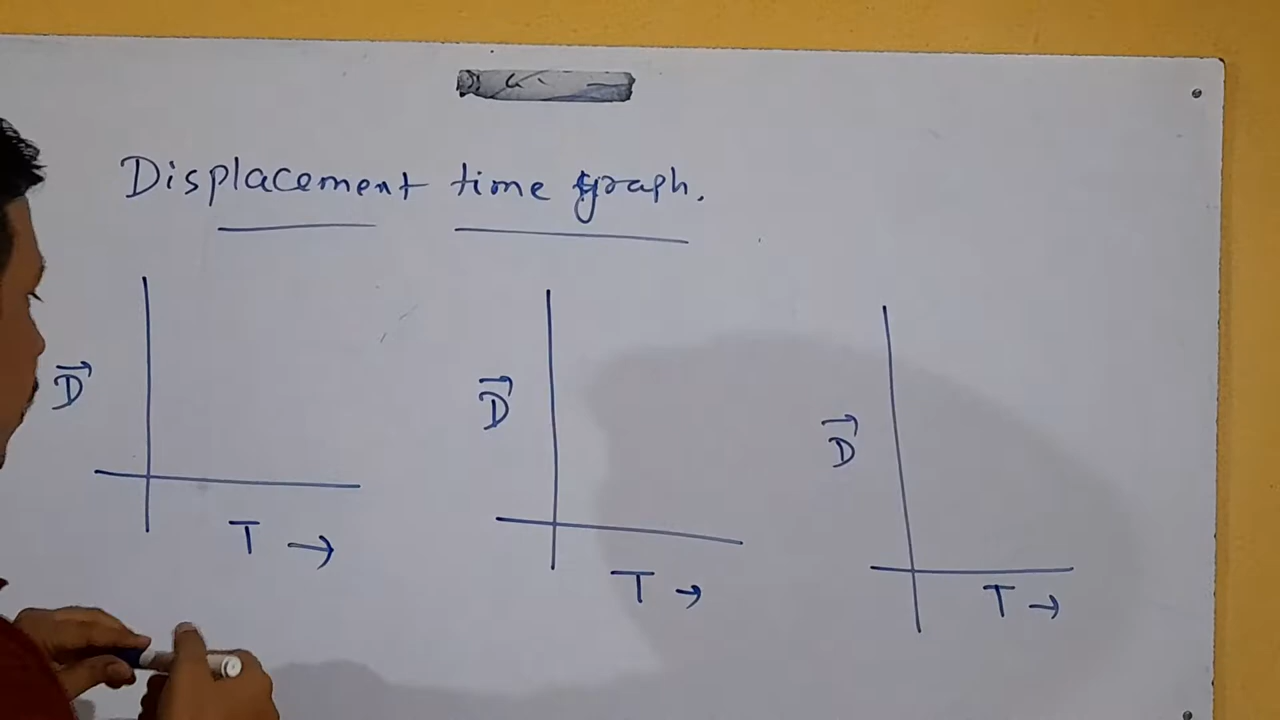 Displacement time graph.
D⃗
T →
D⃗
T →
D⃗
T →